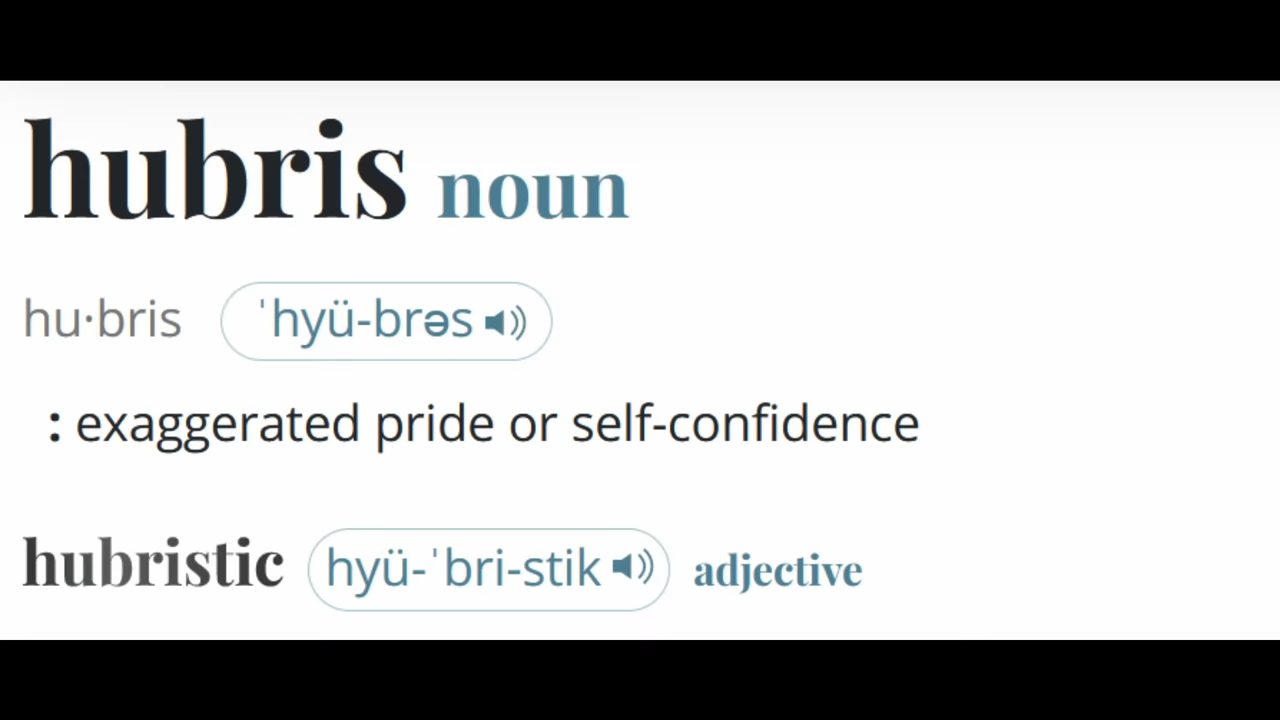 hubris noun
hu·bris ˈhyü-brəs
: exaggerated pride or self-confidence
hubristic hyü-ˈbri-stik adjective